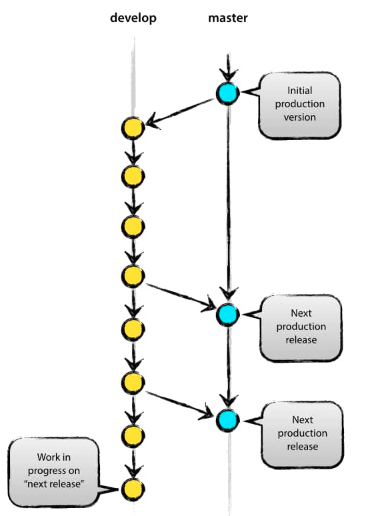 develop
master
Initial
production
version
Next
production
release
Next
production
release
Work in
progress on
“next release”